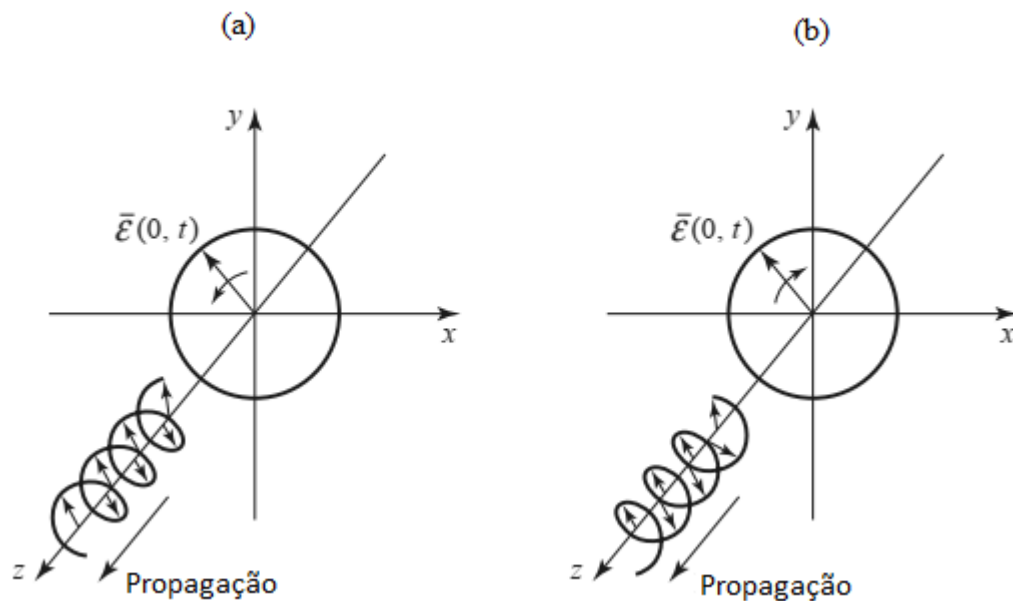 (a)
(b)
y
y
ℰ̄(0, t)
ℰ̄(0, t)
x
x
z
Propagação
z
Propagação